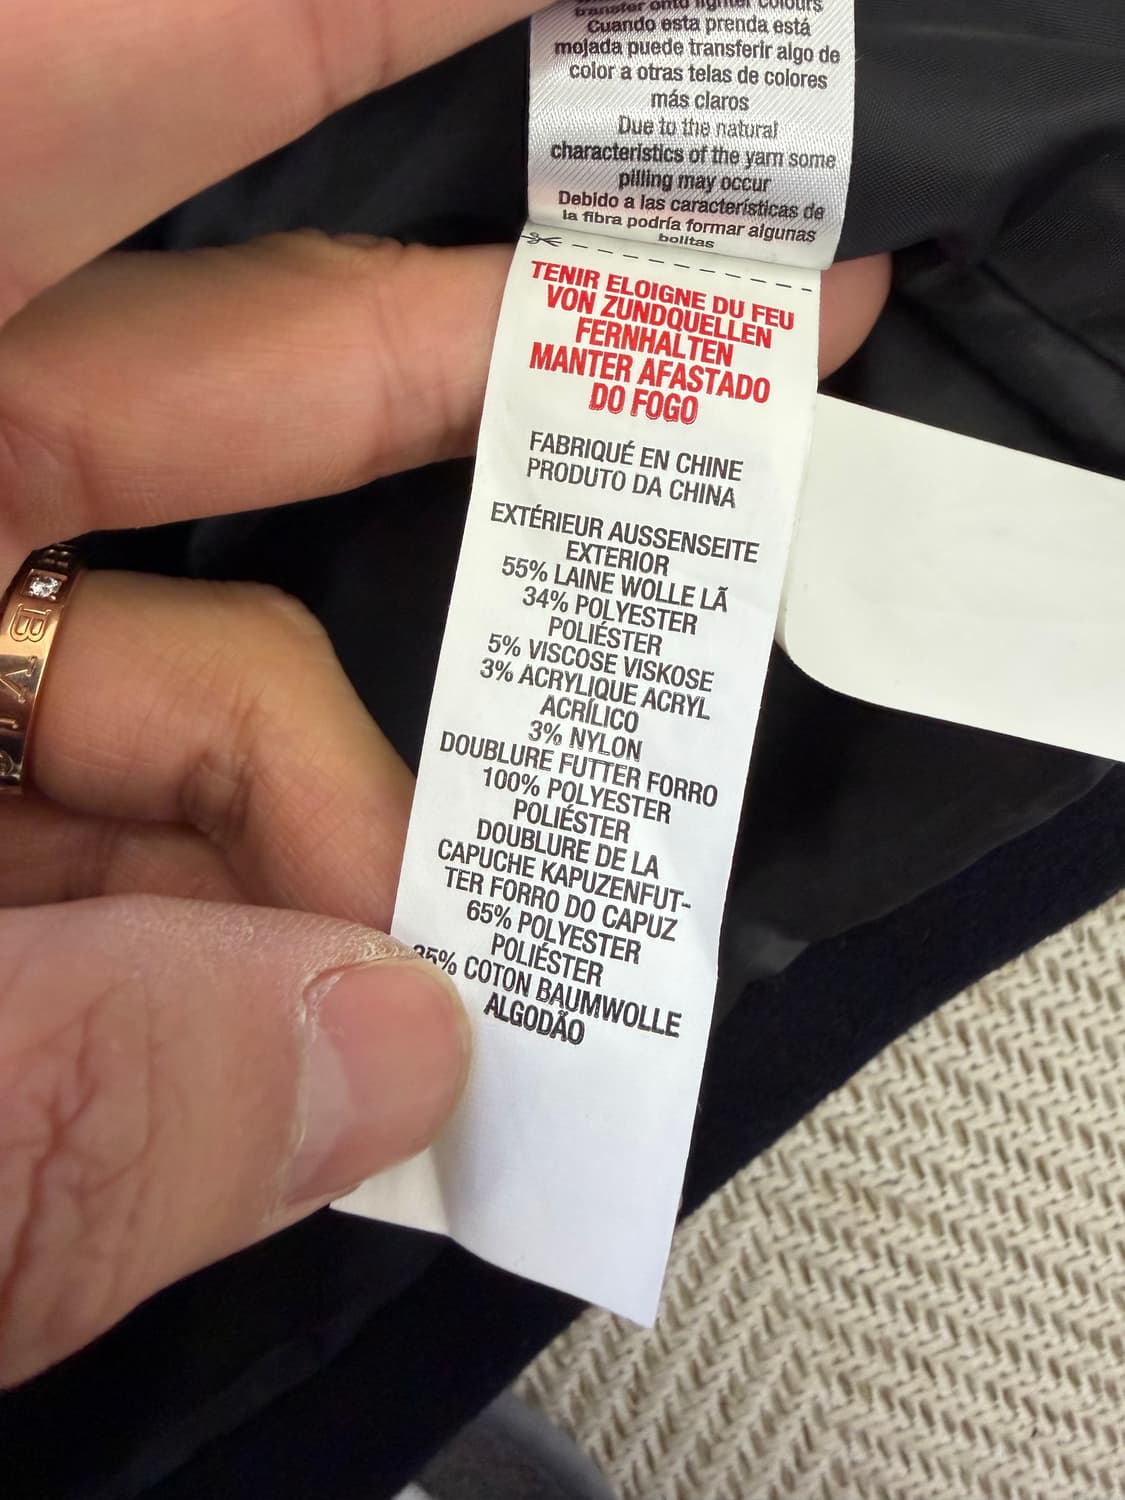 transfer onto lighter colours
Cuando esta prenda está
mojada puede transferir algo de
color a otras telas de colores
más claros
Due to the natural
characteristics of the yarn some
pilling may occur
Debido a las características de
la fibra podría formar algunas
bolitas
TENIR ELOIGNE DU FEU
VON ZUNDQUELLEN
FERNHALTEN
MANTER AFASTADO
DO FOGO
FABRIQUÉ EN CHINE
PRODUTO DA CHINA
EXTÉRIEUR AUSSENSEITE
EXTERIOR
55% LAINE WOLLE LÃ
34% POLYESTER
POLIÉSTER
5% VISCOSE VISKOSE
3% ACRYLIQUE ACRYL
ACRÍLICO
3% NYLON
DOUBLURE FUTTER FORRO
100% POLYESTER
POLIÉSTER
DOUBLURE DE LA
CAPUCHE KAPUZENFUT-
TER FORRO DO CAPUZ
65% POLYESTER
POLIÉSTER
35% COTON BAUMWOLLE
ALGODÃO